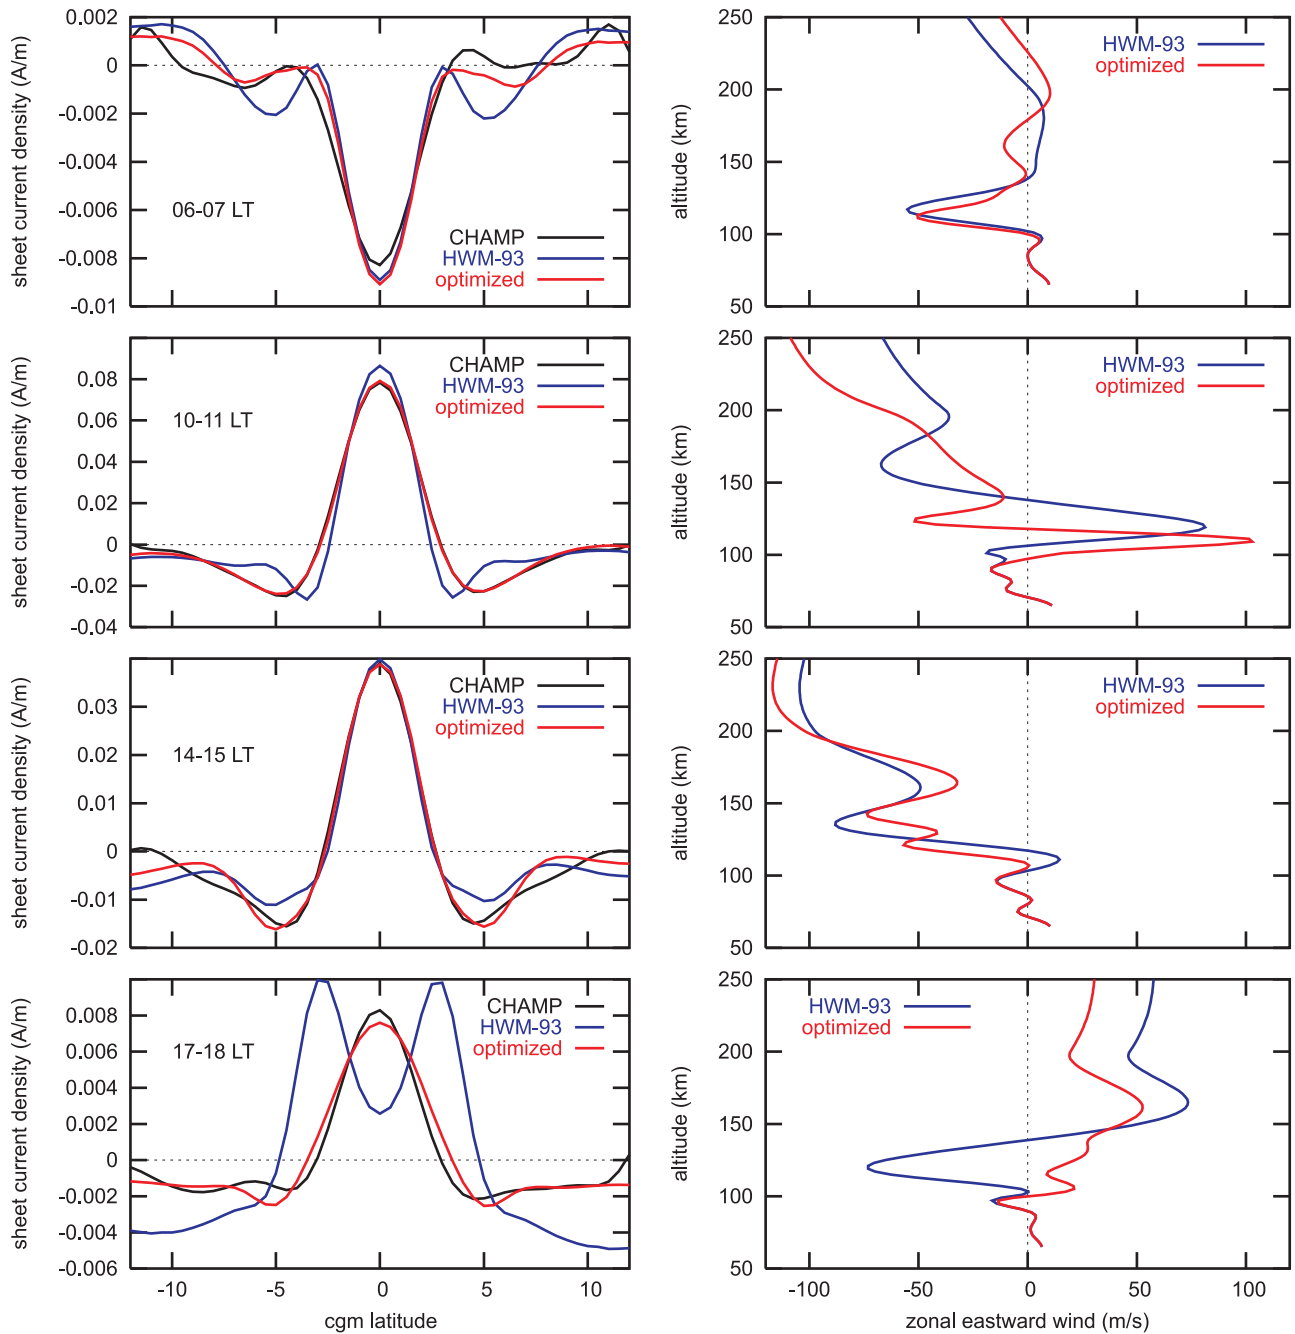 sheet current density (A/m)
0.002
0
-0.002
-0.004
-0.006
-0.008
-0.01
06-07 LT
CHAMP
HWM-93
optimized
altitude (km)
250
200
150
100
50
HWM-93
optimized
sheet current density (A/m)
0.08
0.06
0.04
0.02
0
-0.02
-0.04
10-11 LT
CHAMP
HWM-93
optimized
altitude (km)
250
200
150
100
50
HWM-93
optimized
sheet current density (A/m)
0.03
0.02
0.01
0
-0.01
-0.02
14-15 LT
CHAMP
HWM-93
optimized
altitude (km)
250
200
150
100
50
HWM-93
optimized
sheet current density (A/m)
0.008
0.006
0.004
0.002
0
-0.002
-0.004
-0.006
17-18 LT
CHAMP
HWM-93
optimized
-10 -5 0 5 10
cgm latitude
altitude (km)
250
200
150
100
50
HWM-93
optimized
-100 -50 0 50 100
zonal eastward wind (m/s)